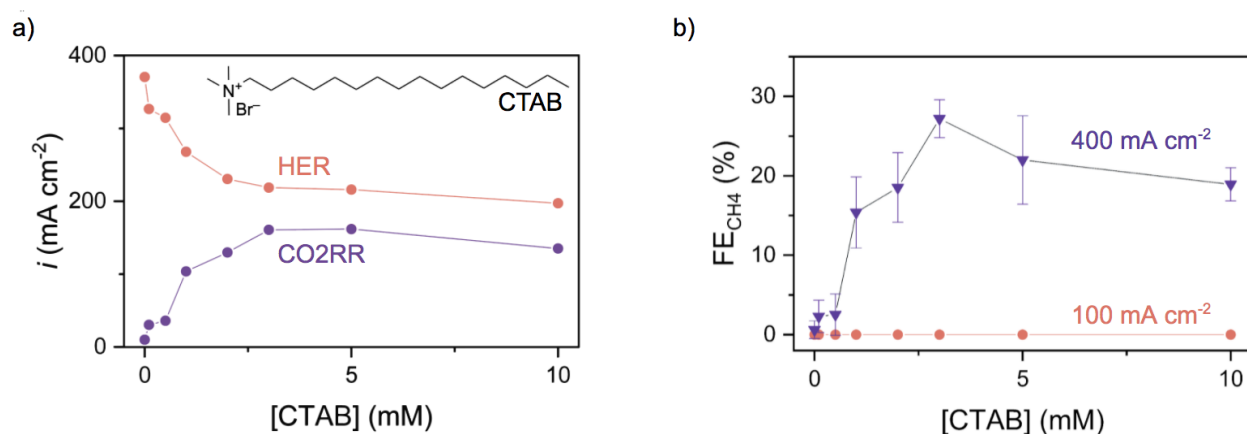 a)
400
200
0
i (mA cm⁻²)
N⁺
Br⁻
CTAB
HER
CO2RR
0
5
10
[CTAB] (mM)
b)
30
20
10
0
FE_CH4 (%)
400 mA cm⁻²
100 mA cm⁻²
0
5
10
[CTAB] (mM)